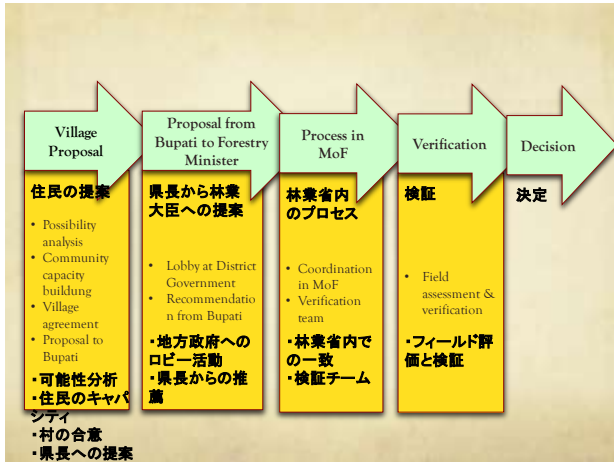 Village
Proposal
住民の提案
• Possibility
analysis
• Community
capacity
buildung
• Village
agreement
• Proposal to
Bupati
・可能性分析
・住民のキャパ
シティ
・村の合意
・県長への提案
Proposal from
Bupati to Forestry
Minister
県長から林業
大臣への提案
• Lobby at District
Government
• Recommendatio
n from Bupati
・地方政府への
ロビー活動
・県長からの推
薦
Process in
MoF
林業省内
のプロセス
• Coordination
in MoF
• Verification
team
・林業省内で
の一致
・検証チーム
Verification
検証
• Field
assessment &
verification
・フィールド評
価と検証
Decision
決定